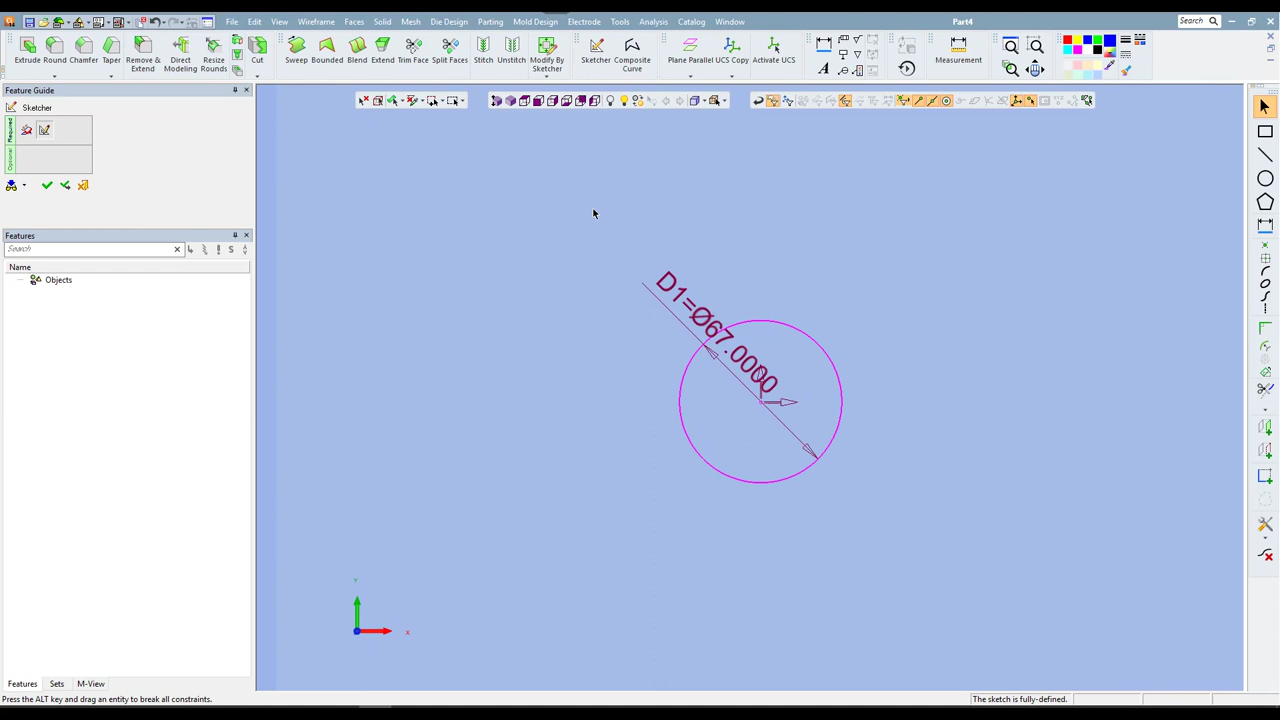 File Edit View Wireframe Faces Solid Mesh Die Design Parting Mold Design Electrode Tools Analysis Catalog Window Part4 Search
Extrude Round Chamfer Taper Remove & Extend Direct Modeling Resize Rounds Cut Sweep Bounded Blend Trim Faces Split Faces Stitch Unstitch Modify By Sketcher Sketcher Composite Curve Plane Parallel UCS Copy Activate UCS Measurement
Feature Guide
Sketcher
Required
Optional
Features
Search
S
Name
Objects
D1=Ø67.0000
Y
X
Features Sets M-View
Press the ALT key and drag an entity to break all constraints. The sketch is fully-defined.